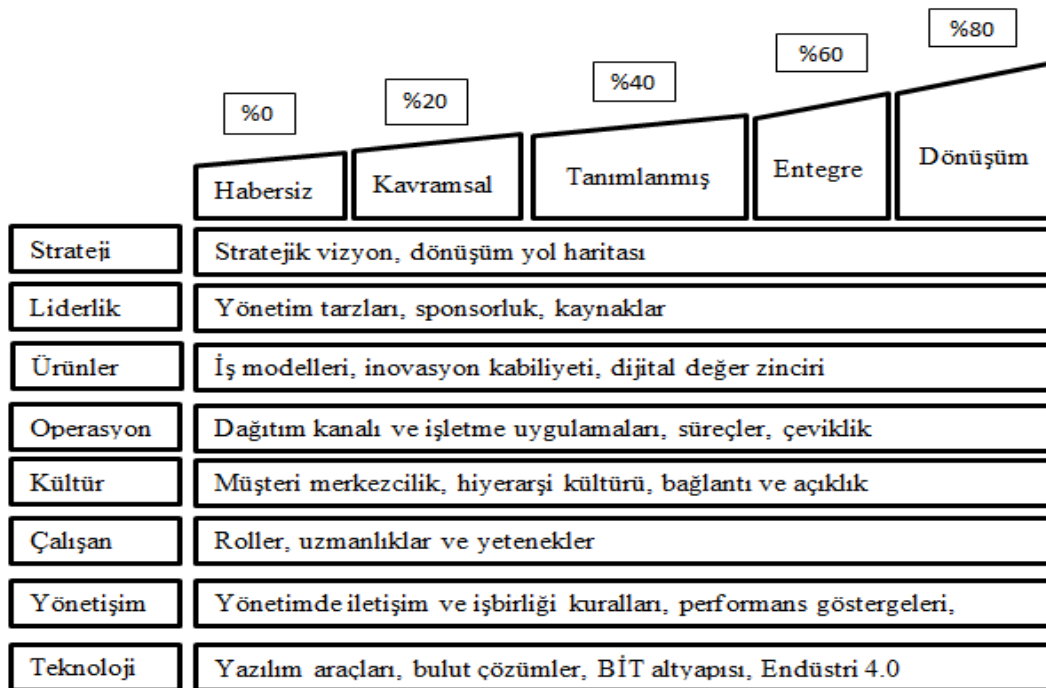 %0
%20
%40
%60
%80
Habersiz
Kavramsal
Tanımlanmış
Entegre
Dönüşüm
Strateji
Stratejik vizyon, dönüşüm yol haritası
Liderlik
Yönetim tarzları, sponsorluk, kaynaklar
Ürünler
İş modelleri, inovasyon kabiliyeti, dijital değer zinciri
Operasyon
Dağıtım kanalı ve işletme uygulamaları, süreçler, çeviklik
Kültür
Müşteri merkezcilik, hiyerarşi kültürü, bağlantı ve açıklık
Çalışan
Roller, uzmanlıklar ve yetenekler
Yönetişim
Yönetimde iletişim ve işbirliği kuralları, performans göstergeleri,
Teknoloji
Yazılım araçları, bulut çözümler, BİT altyapısı, Endüstri 4.0